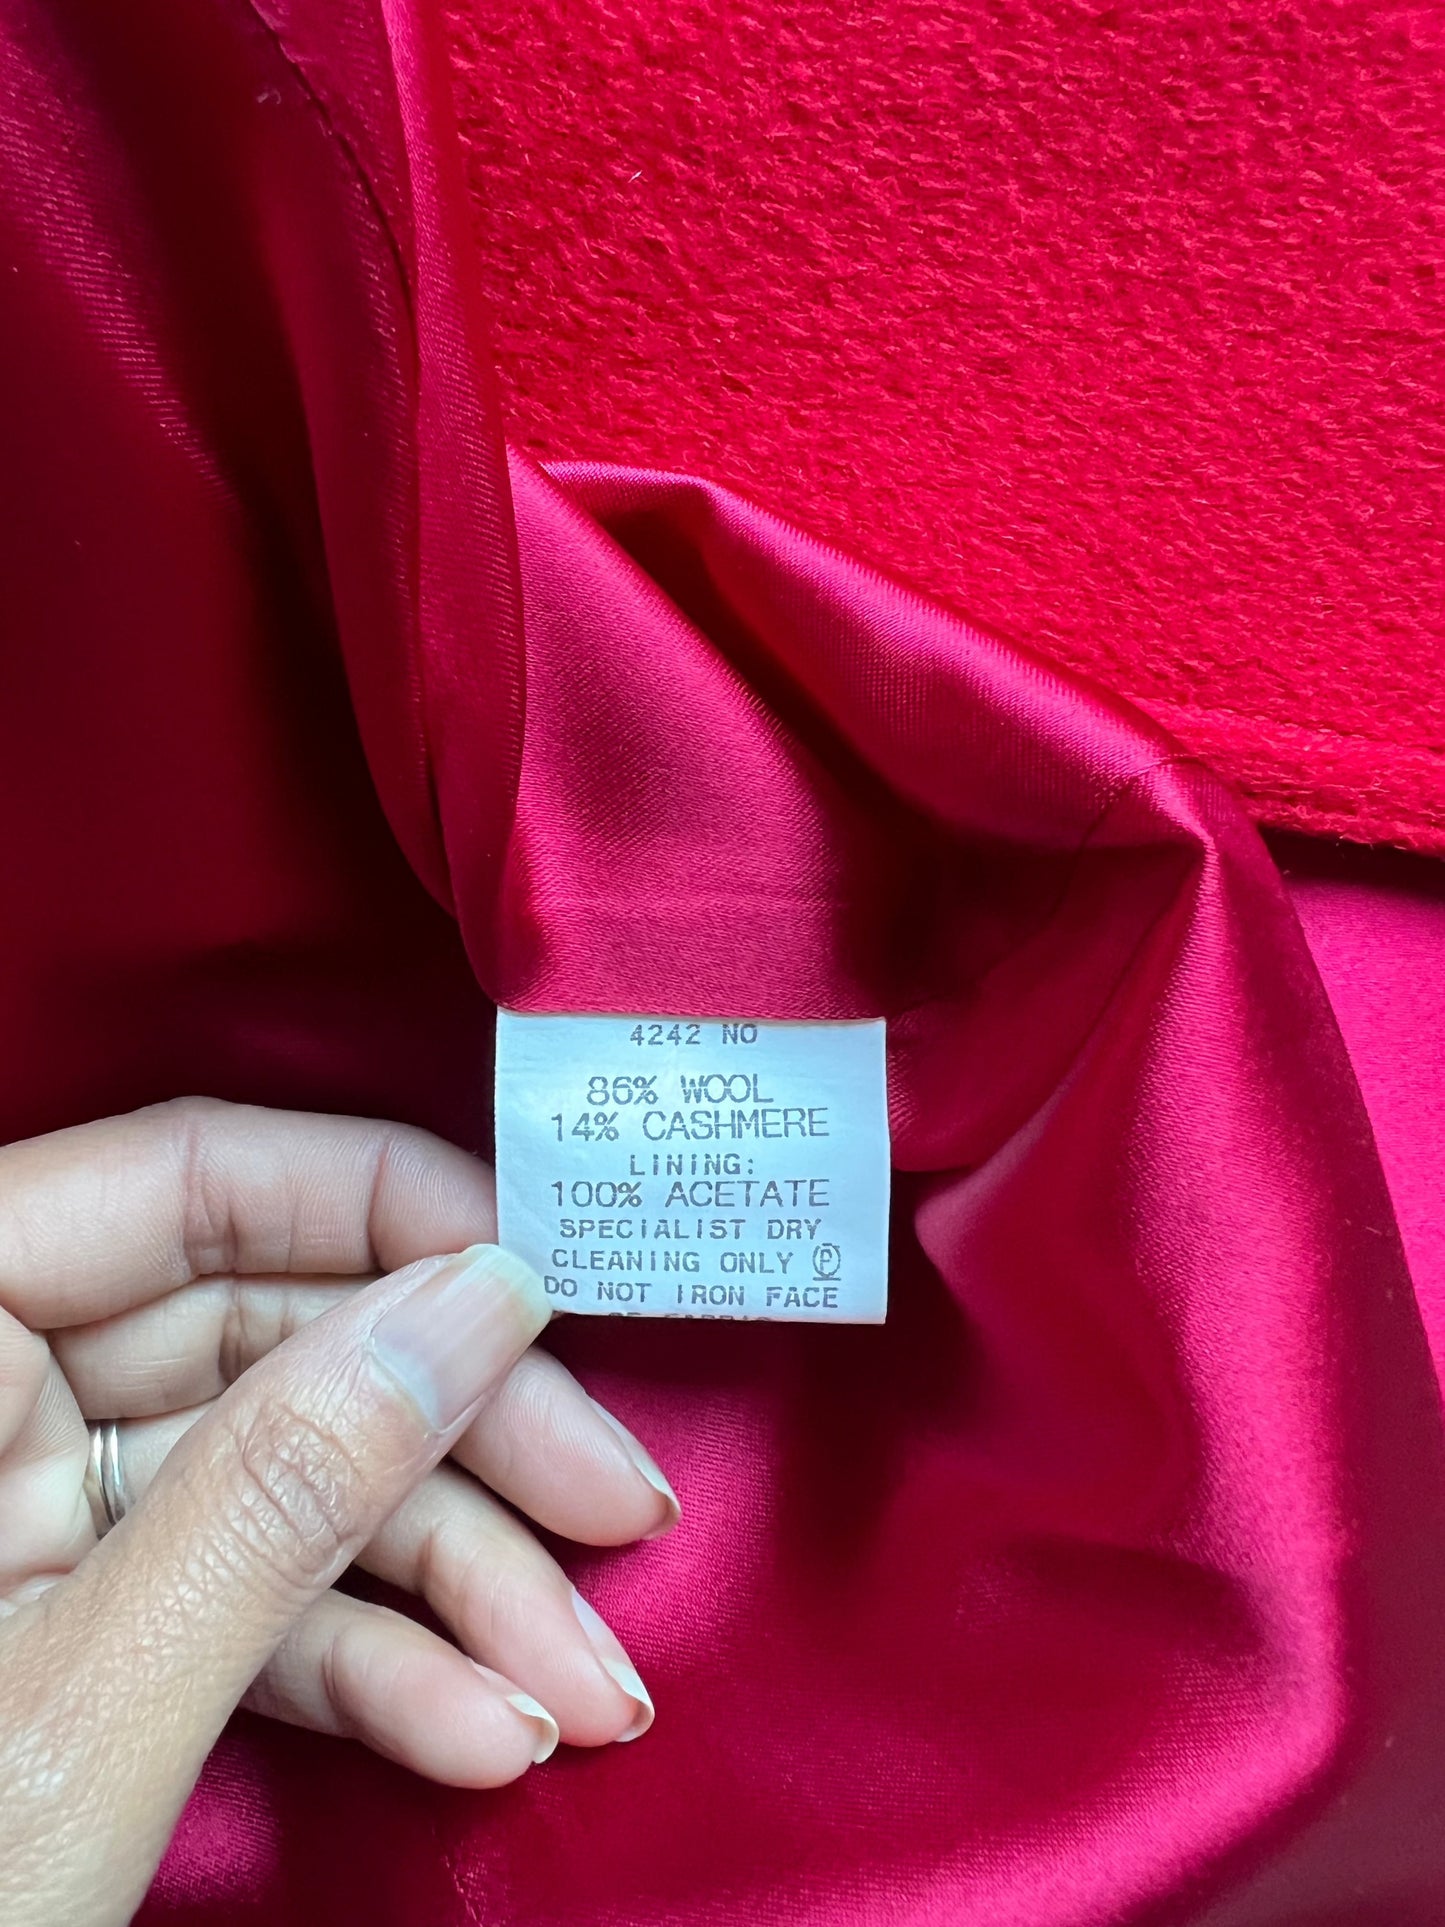 4242 NO
86% WOOL
14% CASHMERE
LINING:
100% ACETATE
SPECIALIST DRY
CLEANING ONLY Ⓟ
DO NOT IRON FACE